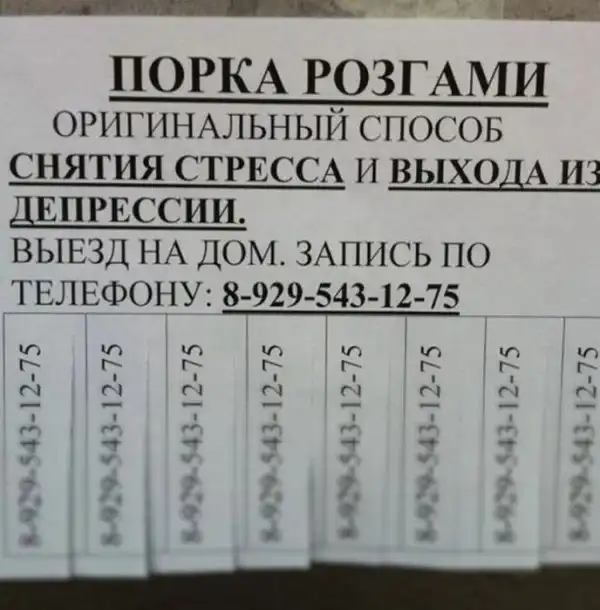 ПОРКА РОЗГАМИ
ОРИГИНАЛЬНЫЙ СПОСОБ
СНЯТИЯ СТРЕССА И ВЫХОДА ИЗ
ДЕПРЕССИИ.
ВЫЕЗД НА ДОМ. ЗАПИСЬ ПО
ТЕЛЕФОНУ: 8-929-543-12-75
8-929-543-12-75
8-929-543-12-75
8-929-543-12-75
8-929-543-12-75
8-929-543-12-75
8-929-543-12-75
8-929-543-12-75
8-929-543-12-75